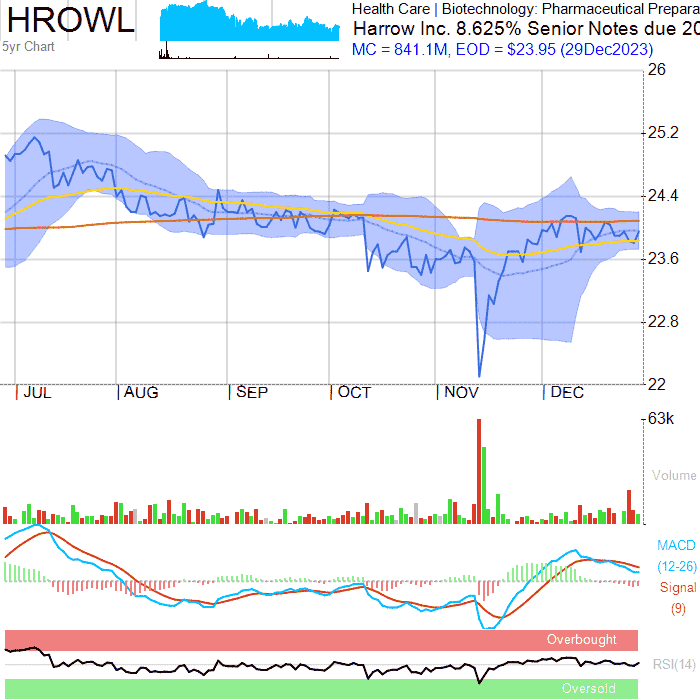 HROWL
5yr Chart
Health Care | Biotechnology: Pharmaceutical Prepara
Harrow Inc. 8.625% Senior Notes due 20
MC = 841.1M, EOD = $23.95 (29Dec2023)
26
25.2
24.4
23.6
22.8
22
JUL AUG SEP OCT NOV DEC
63k
Volume
MACD
(12-26)
Signal
(9)
Overbought
RSI(14)
Oversold